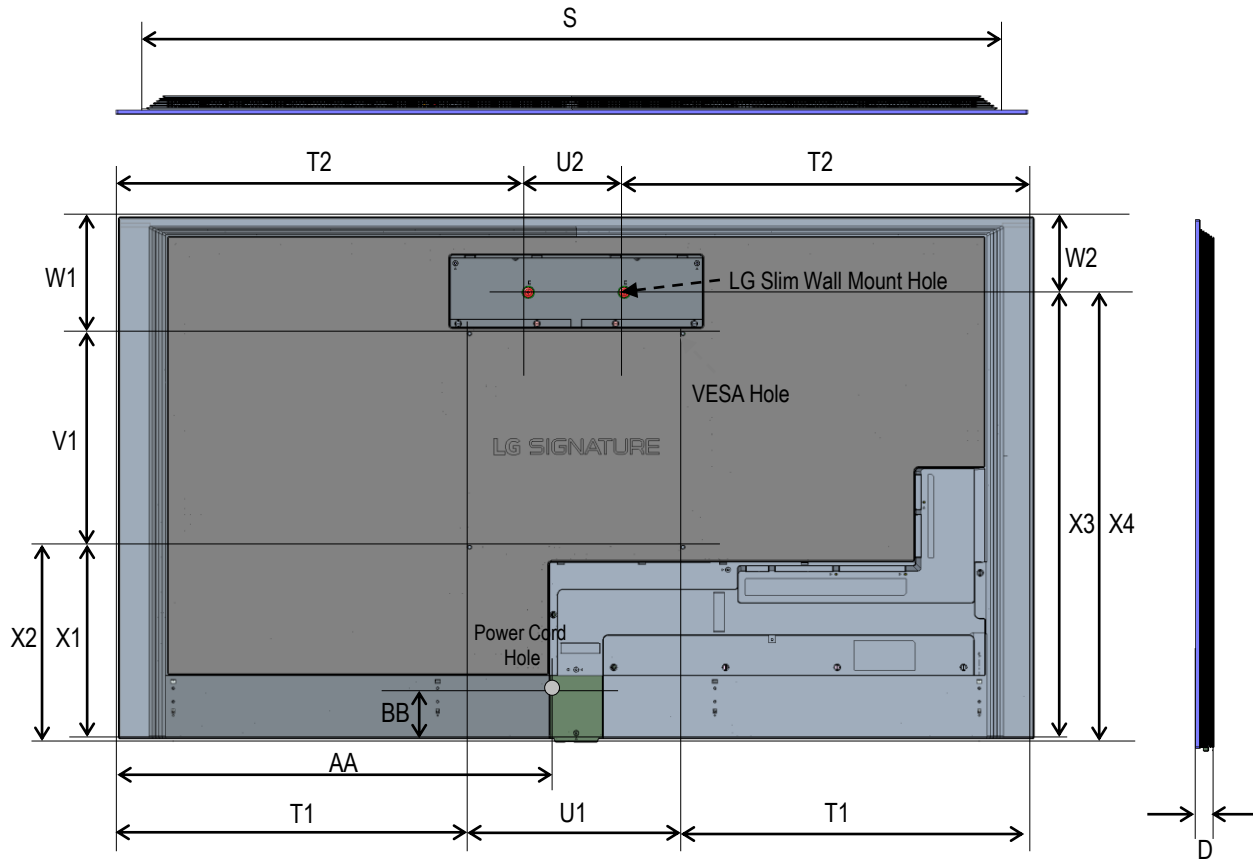 S
T2
U2
T2
W1
W2
LG Slim Wall Mount Hole
VESA Hole
V1
LG SIGNATURE
X3
X4
X2
X1
Power Cord
Hole
BB
AA
T1
U1
T1
D